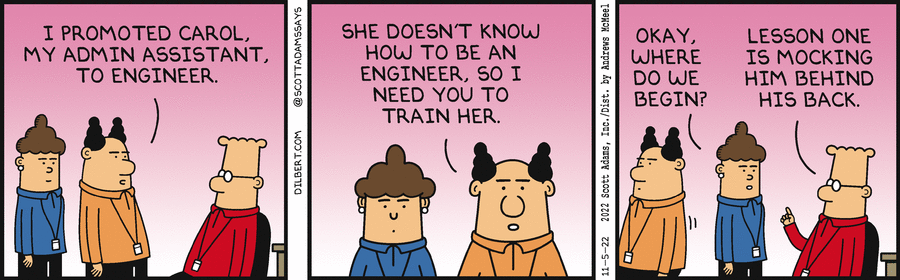 I PROMOTED CAROL,
MY ADMIN ASSISTANT,
TO ENGINEER.
DILBERT.COM @SCOTTADAMSSAYS
SHE DOESN'T KNOW
HOW TO BE AN
ENGINEER, SO I
NEED YOU TO
TRAIN HER.
11-5-22 2022 Scott Adams, Inc./Dist. by Andrews McMeel
OKAY,
WHERE
DO WE
BEGIN?
LESSON ONE
IS MOCKING
HIM BEHIND
HIS BACK.